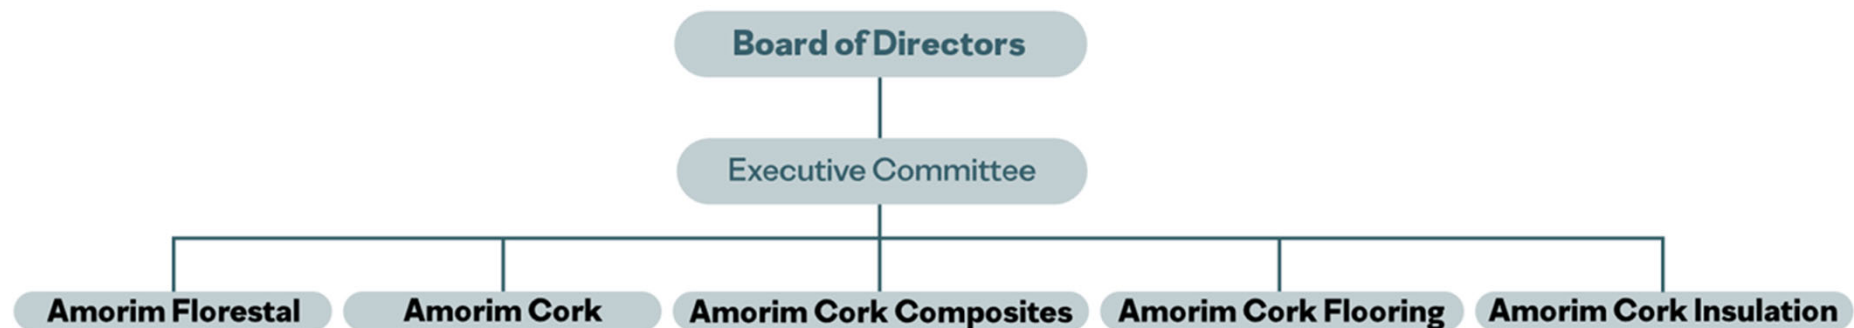 Board of Directors
Executive Committee
Amorim Florestal
Amorim Cork
Amorim Cork Composites
Amorim Cork Flooring
Amorim Cork Insulation